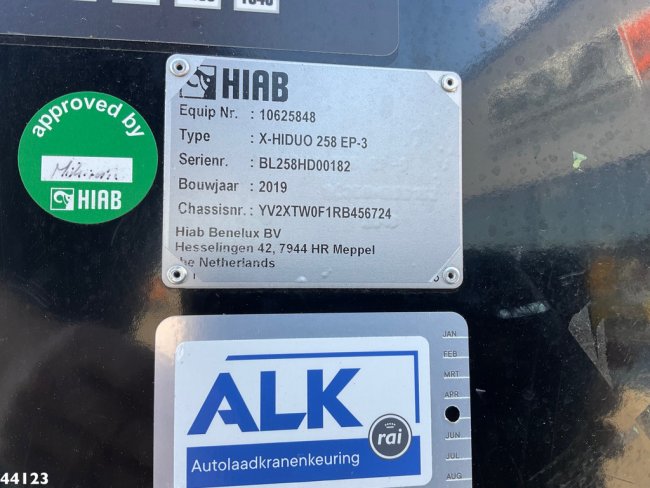 HIAB
Equip Nr. : 10625848
Type : X-HIDUO 258 EP-3
Serienr. : BL258HD00182
Bouwjaar : 2019
Chassisnr. : YV2XTW0F1RB456724
Hiab Benelux BV
Hesselingen 42, 7944 HR Meppel
he Netherlands
approved by
HIAB
ALK
rai
Autolaadkranenkeuring
JAN
FEB
MRT
APR
JUN
JUL
AUG
44123